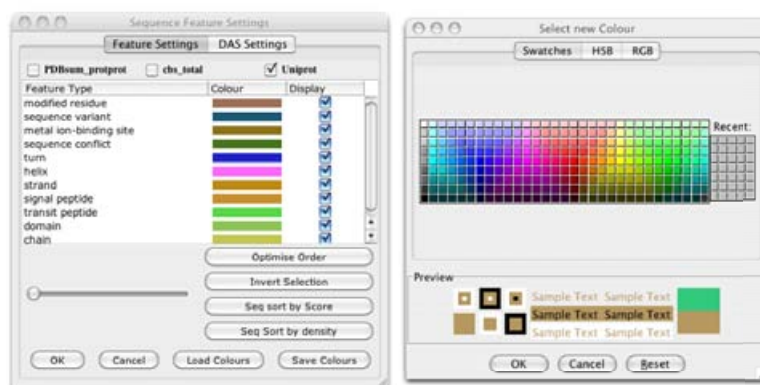 Sequence Feature Settings
Feature Settings DAS Settings
PDBsum_protprot cbs_total Uniprot
Feature Type Colour Display
modified residue
sequence variant
metal ion-binding site
sequence conflict
turn
helix
strand
signal peptide
transit peptide
domain
chain
Optimise Order
Invert Selection
Seq sort by Score
Seq Sort by density
OK Cancel Load Colours Save Colours
Select new Colour
Swatches HSB RGB
Recent:
Preview
Sample Text Sample Text
Sample Text Sample Text
Sample Text Sample Text
OK Cancel Reset